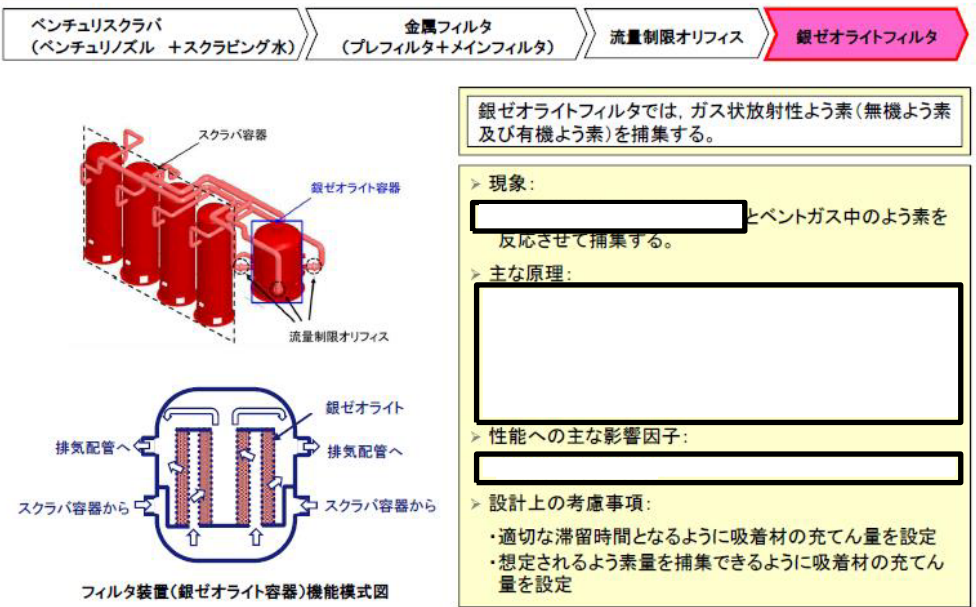 ベンチュリスクラバ
(ベンチュリノズル +スクラビング水)
金属フィルタ
(プレフィルタ+メインフィルタ)
流量制限オリフィス
銀ゼオライトフィルタ
スクラバ容器
銀ゼオライト容器
流量制限オリフィス
銀ゼオライト
排気配管へ
排気配管へ
スクラバ容器から
スクラバ容器から
フィルタ装置(銀ゼオライト容器)機能模式図
銀ゼオライトフィルタでは,ガス状放射性よう素(無機よう素
及び有機よう素)を捕集する。
➢ 現象:
とベントガス中のよう素を
反応させて捕集する。
➢ 主な原理:
➢ 性能への主な影響因子:
➢ 設計上の考慮事項:
・適切な滞留時間となるように吸着材の充てん量を設定
・想定されるよう素量を捕集できるように吸着材の充てん
量を設定